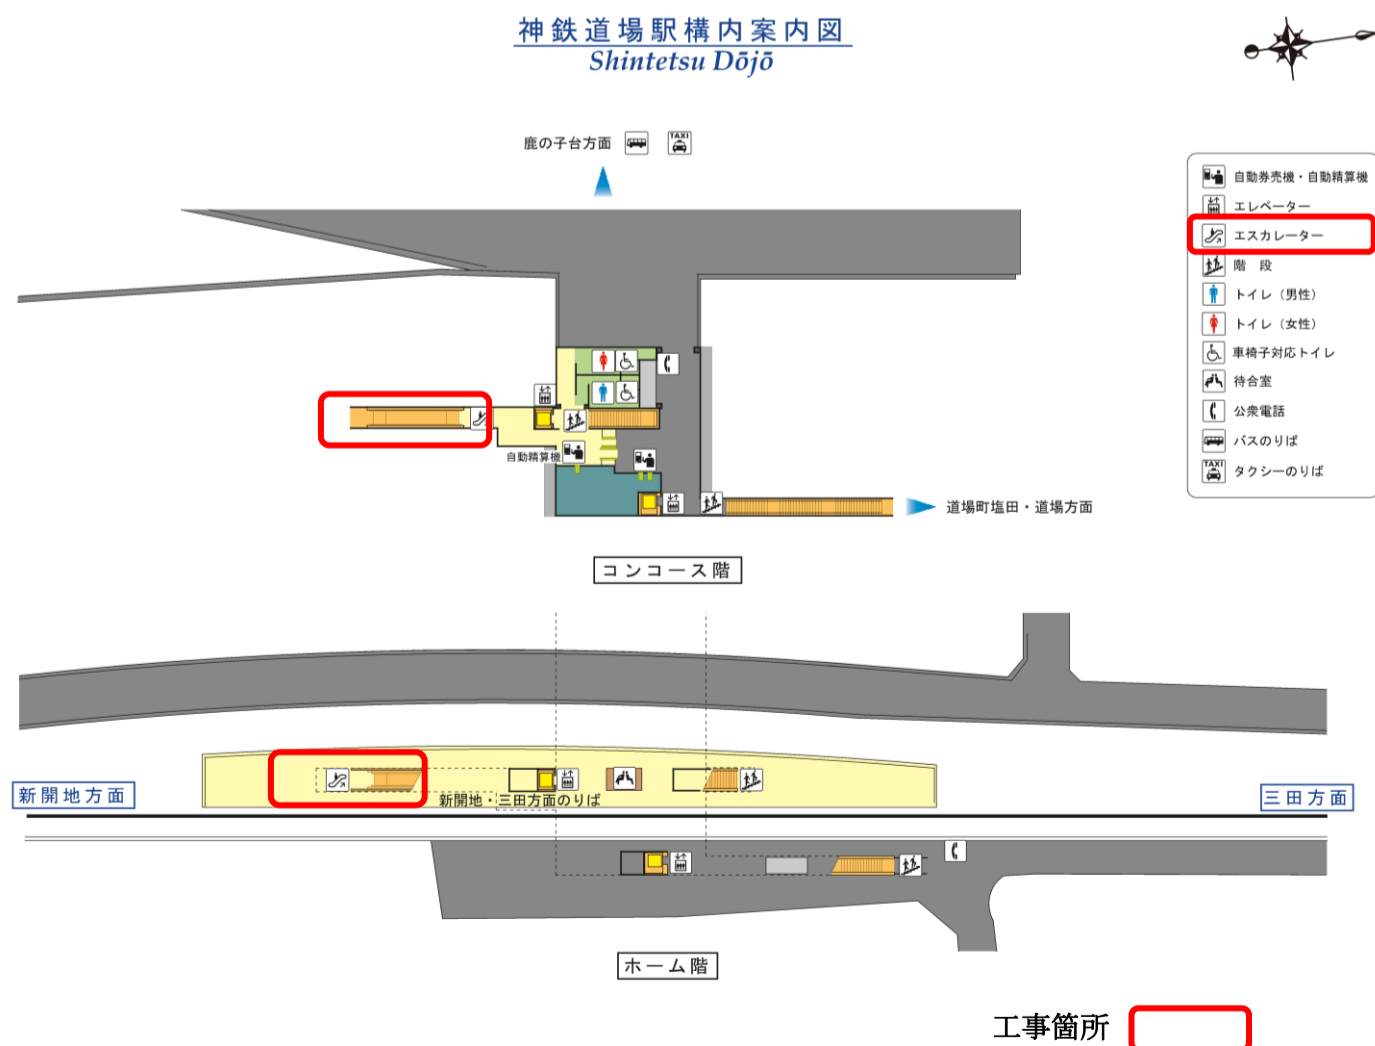 神鉄道場駅構内案内図
Shintetsu Dōjō
鹿の子台方面
TAXI
自動券売機・自動精算機
エレベーター
エスカレーター
階 段
トイレ（男性）
トイレ（女性）
車椅子対応トイレ
待合室
公衆電話
バスのりば
TAXI
タクシーのりば
自動精算機
道場町塩田・道場方面
コンコース階
新開地方面
新開地・三田方面のりば
三田方面
ホーム階
工事箇所